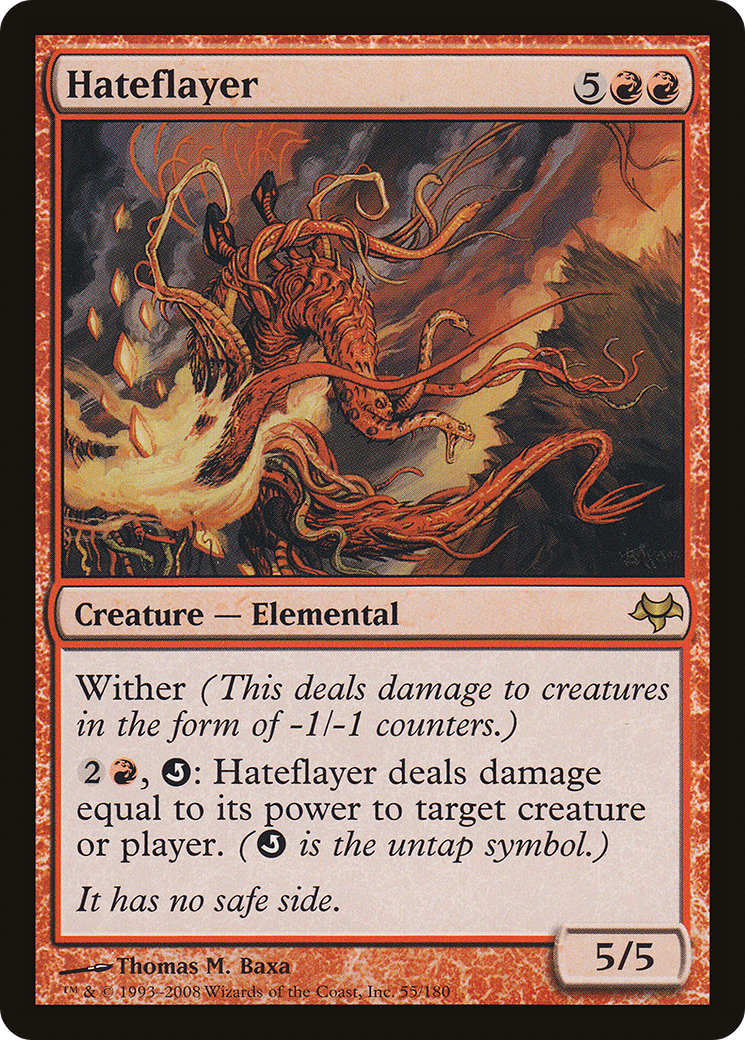 Hateflayer 5
Creature — Elemental
Wither (This deals damage to creatures
in the form of -1/-1 counters.)
2 , : Hateflayer deals damage
equal to its power to target creature
or player. ( is the untap symbol.)
It has no safe side.
5/5
Thomas M. Baxa
™ & © 1993–2008 Wizards of the Coast, Inc. 55/180